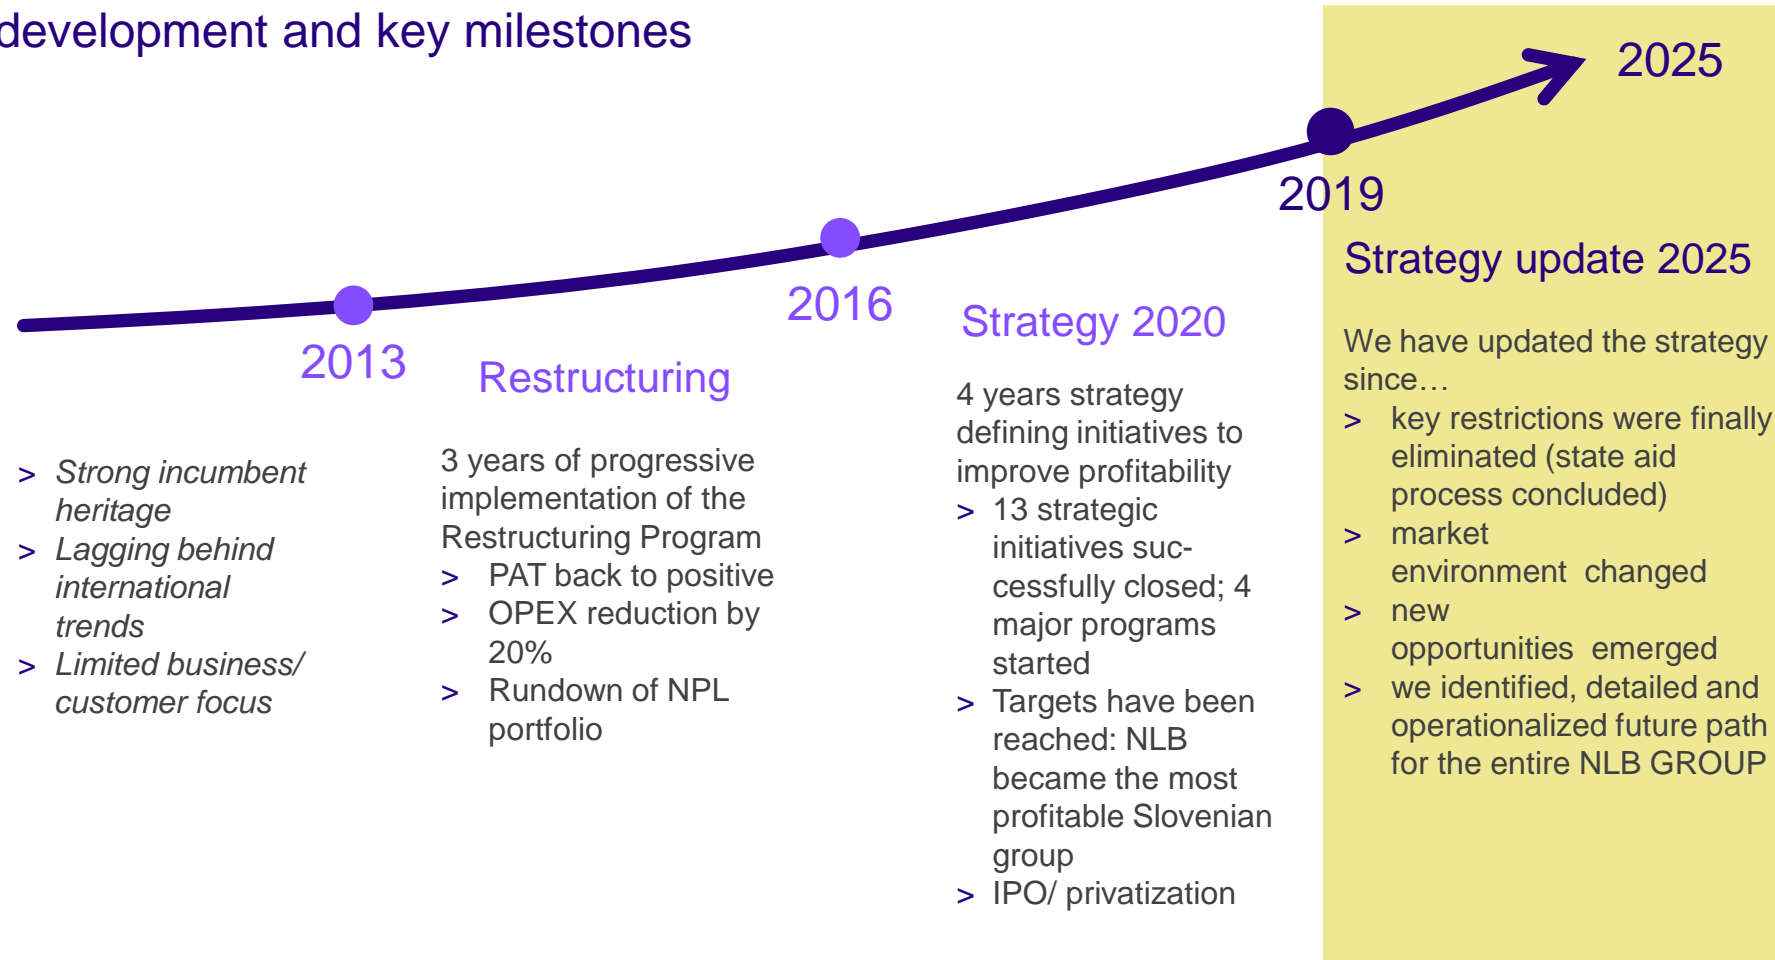 development and key milestones
2025
2019
2016
2013
> Strong incumbent
heritage
> Lagging behind
international
trends
> Limited business/
customer focus
Restructuring
3 years of progressive
implementation of the
Restructuring Program
> PAT back to positive
> OPEX reduction by
20%
> Rundown of NPL
portfolio
Strategy 2020
4 years strategy
defining initiatives to
improve profitability
> 13 strategic
initiatives suc-
cessfully closed; 4
major programs
started
> Targets have been
reached: NLB
became the most
profitable Slovenian
group
> IPO/ privatization
Strategy update 2025
We have updated the strategy
since…
> key restrictions were finally
eliminated (state aid
process concluded)
> market
environment changed
> new
opportunities emerged
> we identified, detailed and
operationalized future path
for the entire NLB GROUP